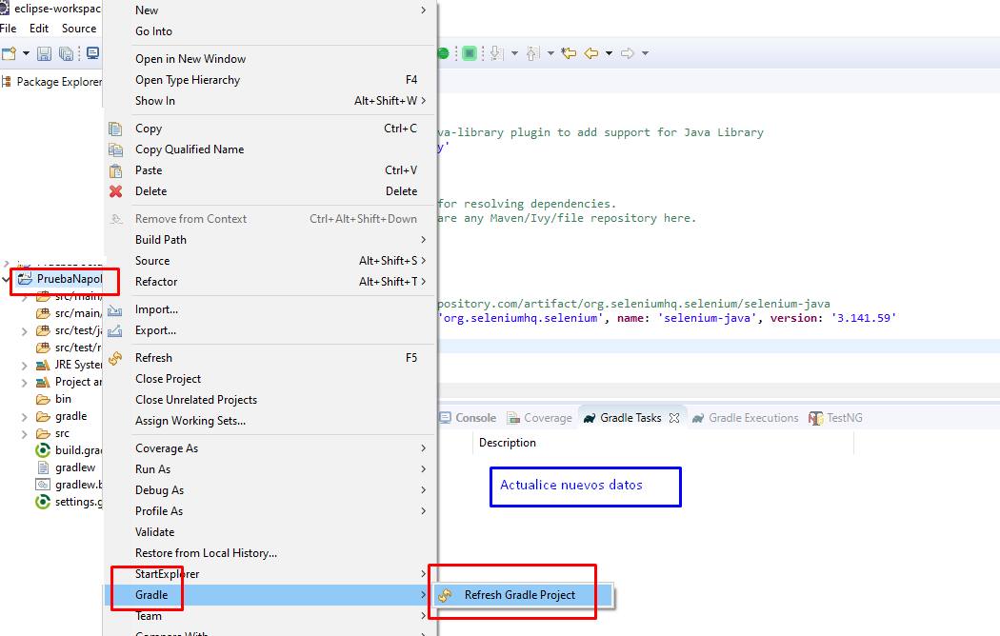 eclipse-workspac
File Edit Source
Package Explorer
PruebaNapol
src/main/
src/main/
src/test/ja
src/test/r
JRE System
Project an
bin
gradle
src
build.grad
gradlew
gradlew.b
settings.g
New
Go Into
Open in New Window
Open Type Hierarchy F4
Show In Alt+Shift+W
Copy Ctrl+C
Copy Qualified Name
Paste Ctrl+V
Delete Delete
Remove from Context Ctrl+Alt+Shift+Down
Build Path
Source Alt+Shift+S
Refactor Alt+Shift+T
Import...
Export...
Refresh F5
Close Project
Close Unrelated Projects
Assign Working Sets...
Coverage As
Run As
Debug As
Profile As
Validate
Restore from Local History...
StartExplorer
Gradle
Team
Compare With
Refresh Gradle Project
va-library plugin to add support for Java Library
y'
for resolving dependencies.
are any Maven/Ivy/file repository here.
pository.com/artifact/org.seleniumhq.selenium/selenium-java
'org.seleniumhq.selenium', name: 'selenium-java', version: '3.141.59'
Console Coverage Gradle Tasks Gradle Executions TestNG
Description
Actualice nuevos datos